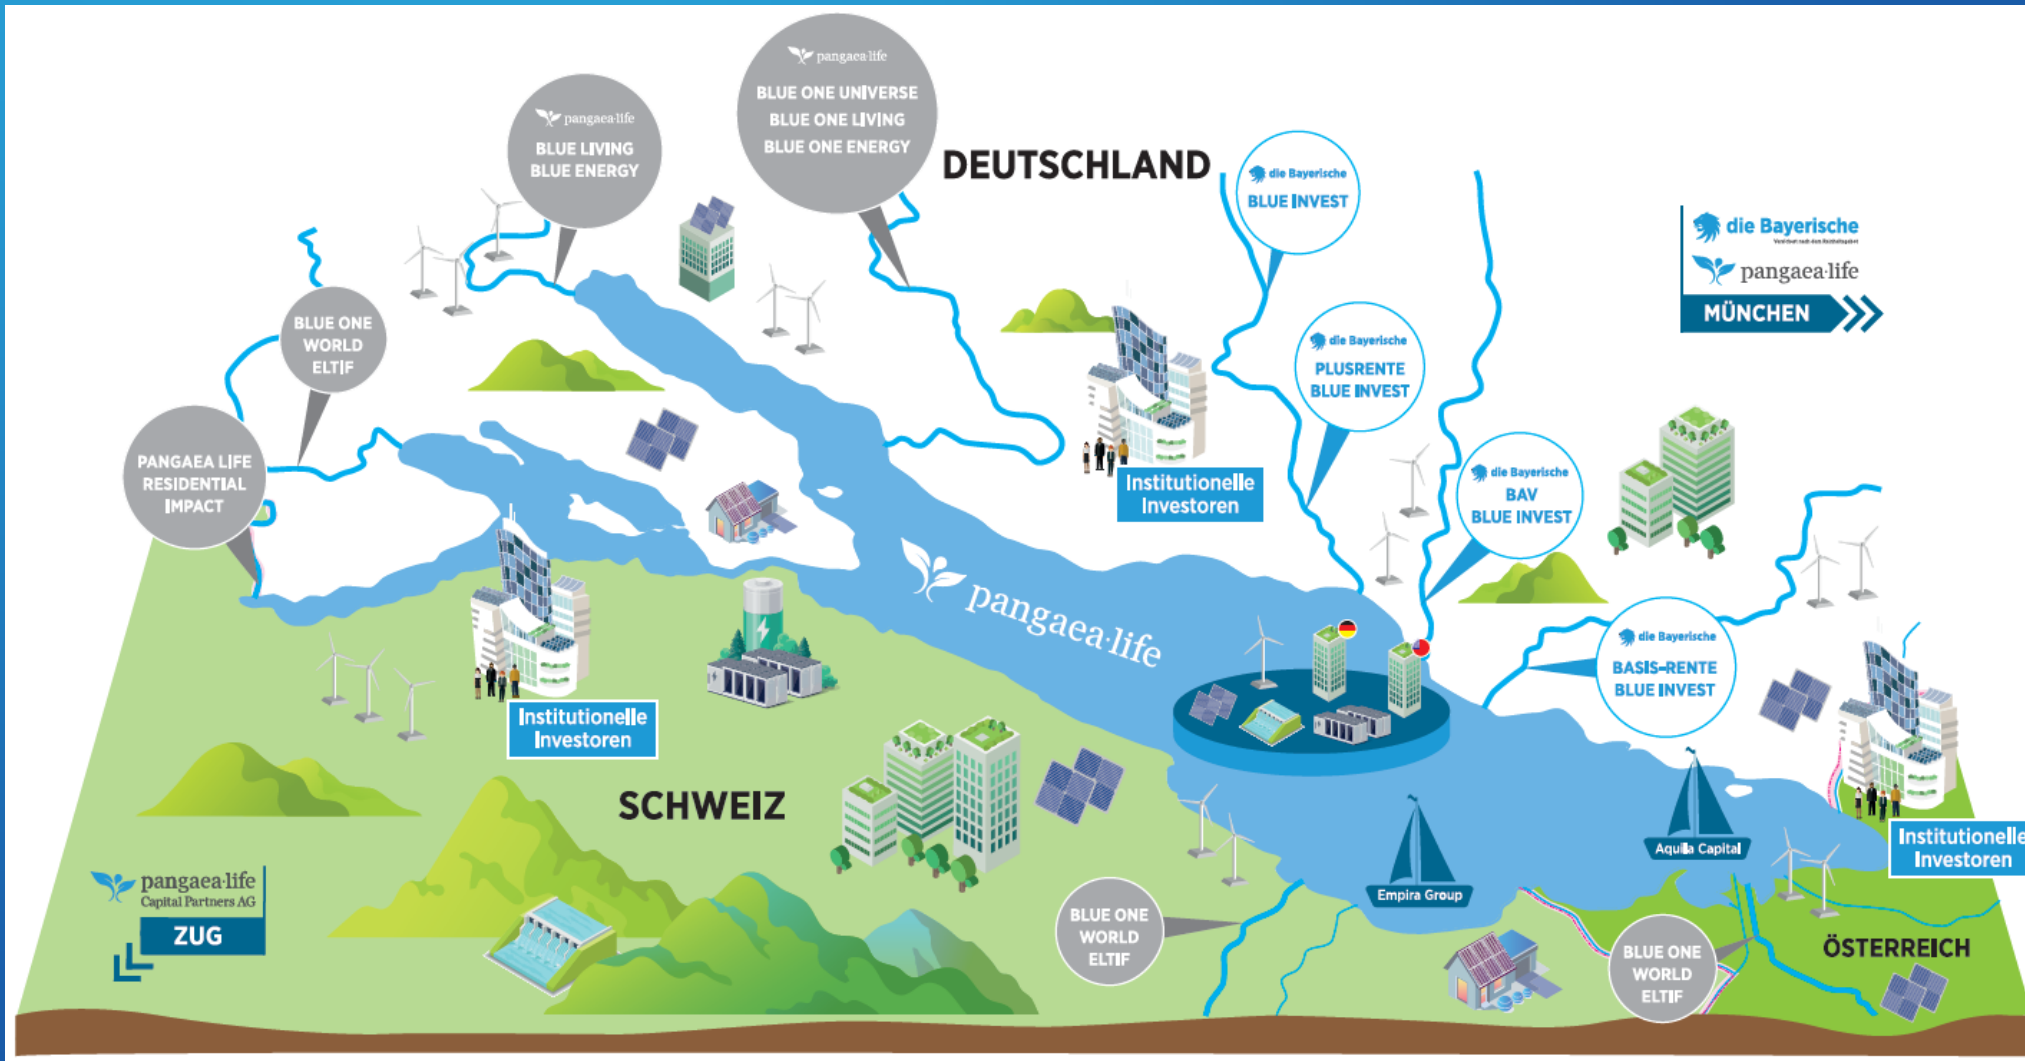 pangaea·life
BLUE ONE UNIVERSE
BLUE ONE LIVING
BLUE ONE ENERGY
pangaea·life
BLUE LIVING
BLUE ENERGY
DEUTSCHLAND
die Bayerische
BLUE INVEST
die Bayerische
Versichert nach dem Reinheitsgebot
pangaea·life
MÜNCHEN
BLUE ONE
WORLD
ELTIF
die Bayerische
PLUSRENTE
BLUE INVEST
PANGAEA LIFE
RESIDENTIAL
IMPACT
Institutionelle
Investoren
die Bayerische
BAV
BLUE INVEST
pangaea·life
die Bayerische
BASIS-RENTE
BLUE INVEST
Institutionelle
Investoren
SCHWEIZ
Aquila Capital
Institutionelle
Investoren
Empira Group
pangaea·life
Capital Partners AG
ZUG
BLUE ONE
WORLD
ELTIF
BLUE ONE
WORLD
ELTIF
ÖSTERREICH